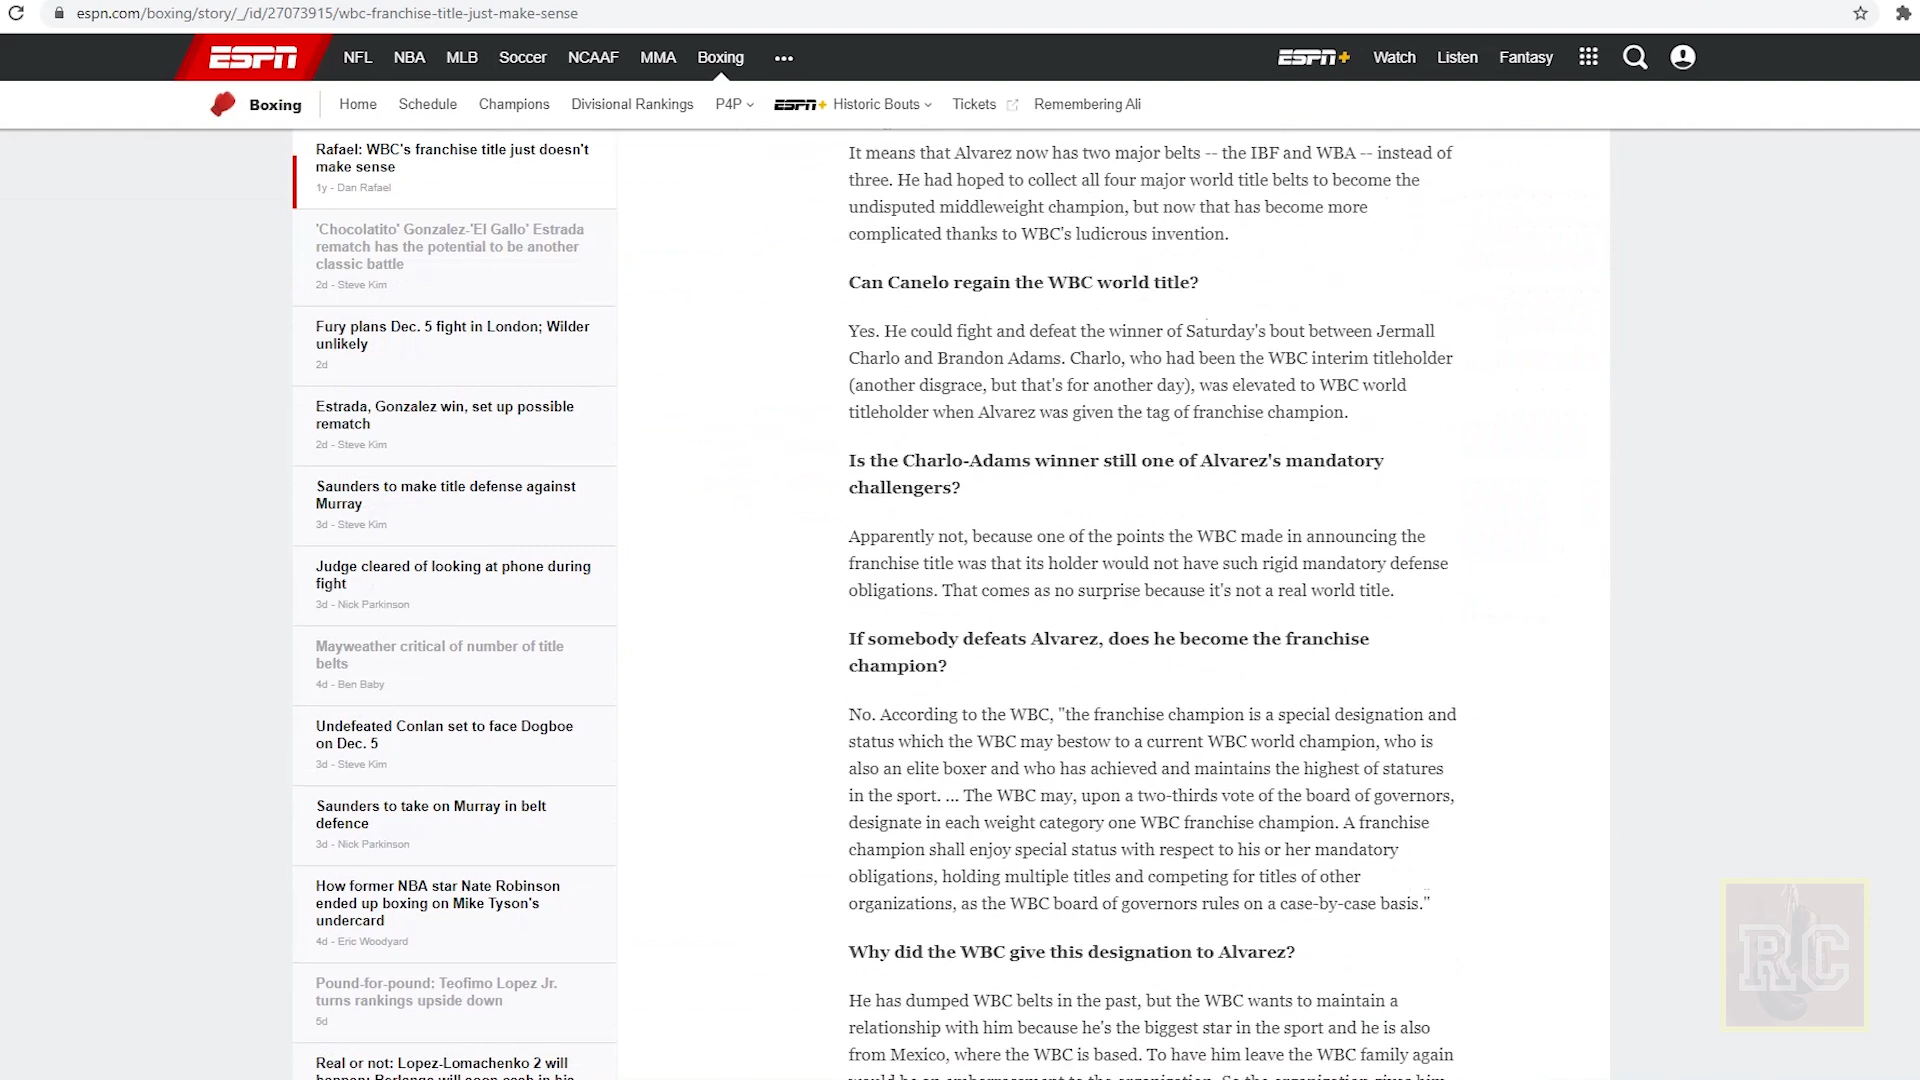 espn.com/boxing/story/_/id/27073915/wbc-franchise-title-just-make-sense
ESPN NFL NBA MLB Soccer NCAAF MMA Boxing ••• ESPN+ Watch Listen Fantasy
Boxing Home Schedule Champions Divisional Rankings P4P ESPN+ Historic Bouts Tickets Remembering Ali
Rafael: WBC's franchise title just doesn't
make sense
1y - Dan Rafael
'Chocolatito' Gonzalez-'El Gallo' Estrada
rematch has the potential to be another
classic battle
2d - Steve Kim
Fury plans Dec. 5 fight in London; Wilder
unlikely
2d
Estrada, Gonzalez win, set up possible
rematch
2d - Steve Kim
Saunders to make title defense against
Murray
3d - Steve Kim
Judge cleared of looking at phone during
fight
3d - Nick Parkinson
Mayweather critical of number of title
belts
4d - Ben Baby
Undefeated Conlan set to face Dogboe
on Dec. 5
3d - Steve Kim
Saunders to take on Murray in belt
defence
3d - Nick Parkinson
How former NBA star Nate Robinson
ended up boxing on Mike Tyson's
undercard
4d - Eric Woodyard
Pound-for-pound: Teofimo Lopez Jr.
turns rankings upside down
5d
Real or not: Lopez-Lomachenko 2 will
It means that Alvarez now has two major belts -- the IBF and WBA -- instead of
three. He had hoped to collect all four major world title belts to become the
undisputed middleweight champion, but now that has become more
complicated thanks to WBC's ludicrous invention.
Can Canelo regain the WBC world title?
Yes. He could fight and defeat the winner of Saturday's bout between Jermall
Charlo and Brandon Adams. Charlo, who had been the WBC interim titleholder
(another disgrace, but that's for another day), was elevated to WBC world
titleholder when Alvarez was given the tag of franchise champion.
Is the Charlo-Adams winner still one of Alvarez's mandatory
challengers?
Apparently not, because one of the points the WBC made in announcing the
franchise title was that its holder would not have such rigid mandatory defense
obligations. That comes as no surprise because it's not a real world title.
If somebody defeats Alvarez, does he become the franchise
champion?
No. According to the WBC, "the franchise champion is a special designation and
status which the WBC may bestow to a current WBC world champion, who is
also an elite boxer and who has achieved and maintains the highest of statures
in the sport. ... The WBC may, upon a two-thirds vote of the board of governors,
designate in each weight category one WBC franchise champion. A franchise
champion shall enjoy special status with respect to his or her mandatory
obligations, holding multiple titles and competing for titles of other
organizations, as the WBC board of governors rules on a case-by-case basis."
Why did the WBC give this designation to Alvarez?
He has dumped WBC belts in the past, but the WBC wants to maintain a
relationship with him because he's the biggest star in the sport and he is also
from Mexico, where the WBC is based. To have him leave the WBC family again
RC